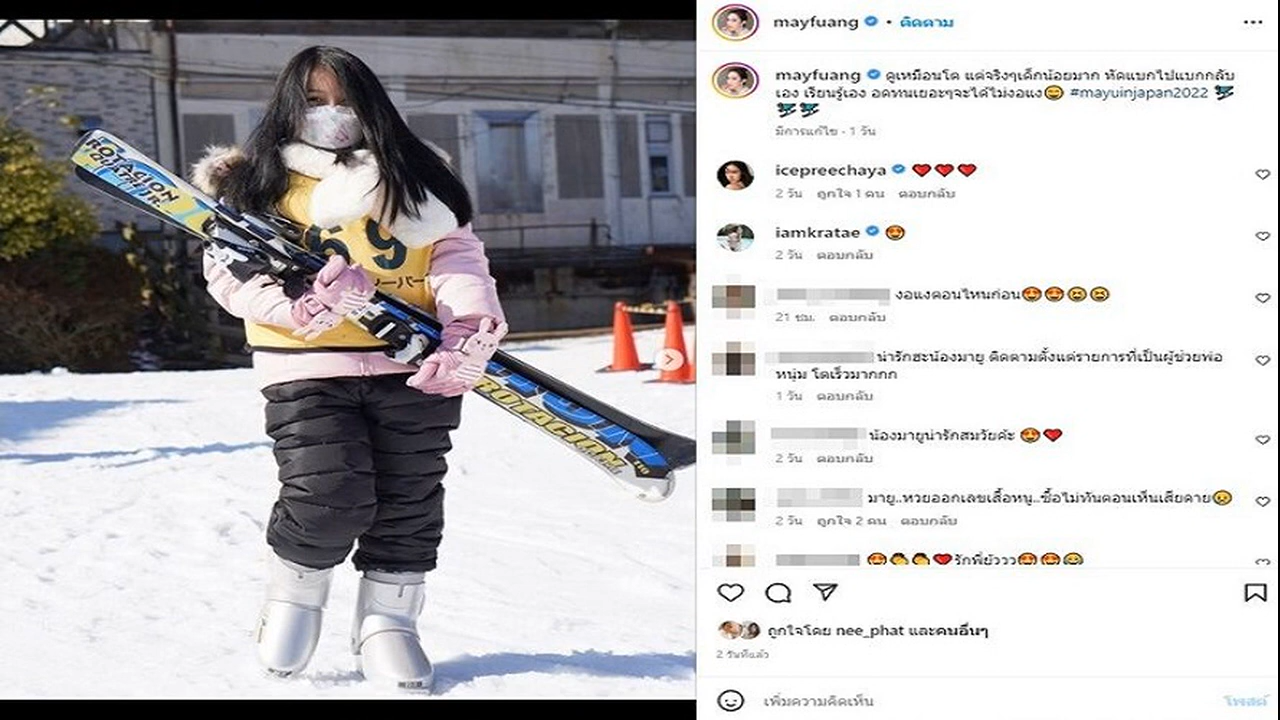 ROTACION
6 9
ーパー
ROTACION
mayfuang • ติดตาม
mayfuang ดูเหมือนโต แต่จริงๆเด็กน้อยมาก หัดแบกไปแบกกลับ
เอง เรียนรู้เอง อดทนเยอะๆจะได้ไม่งอแง😄 #mayuinjapan2022 ⛷
⛷⛷
มีการแก้ไข · 1 วัน
icepreechaya ❤️❤️❤️
2 วัน ถูกใจ 1 คน ตอบกลับ
iamkratae 😍
2 วัน ตอบกลับ
งอแงตอนไหนก่อน😍😍😆😆
21 ชม. ตอบกลับ
น่ารักฮะน้องมายู ติดตามตั้งแต่รายการที่เป็นผู้ช่วยพ่อ
หนุ่ม โตเร็วมากกก
1 วัน ตอบกลับ
น้องมายูน่ารักสมวัยค่ะ 😍❤️
2 วัน ตอบกลับ
มายู..หวยออกเลขเสื้อหนู..ซื้อไม่ทันตอนเห็นเสียดาย😣
2 วัน ถูกใจ 2 คน ตอบกลับ
รักพี่ยัวววว😍😍😂
ถูกใจโดย nee_phat และคนอื่นๆ
2 วันที่แล้ว
เพิ่มความคิดเห็น
โพสต์